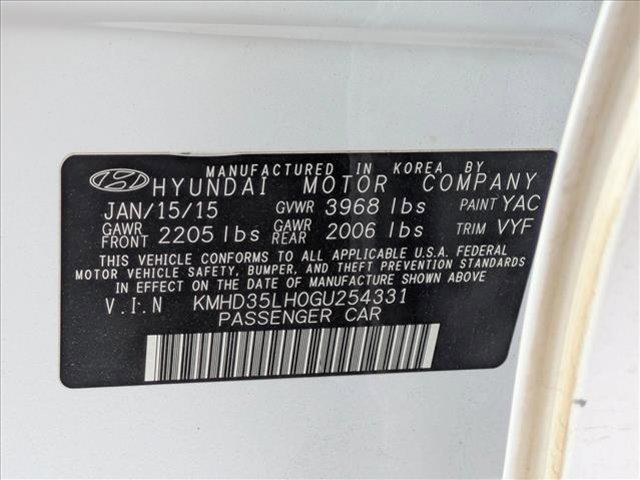 MANUFACTURED IN KOREA BY
HYUNDAI MOTOR COMPANY
JAN/15/15 GVWR 3968 lbs PAINT YAC
GAWR FRONT 2205 lbs GAWR REAR 2006 lbs TRIM VYF
THIS VEHICLE CONFORMS TO ALL APPLICABLE U.S.A. FEDERAL
MOTOR VEHICLE SAFETY, BUMPER, AND THEFT PREVENTION STANDARDS
IN EFFECT ON THE DATE OF MANUFACTURE SHOWN ABOVE.
V.I.N KMHD35LH0GU254331
PASSENGER CAR